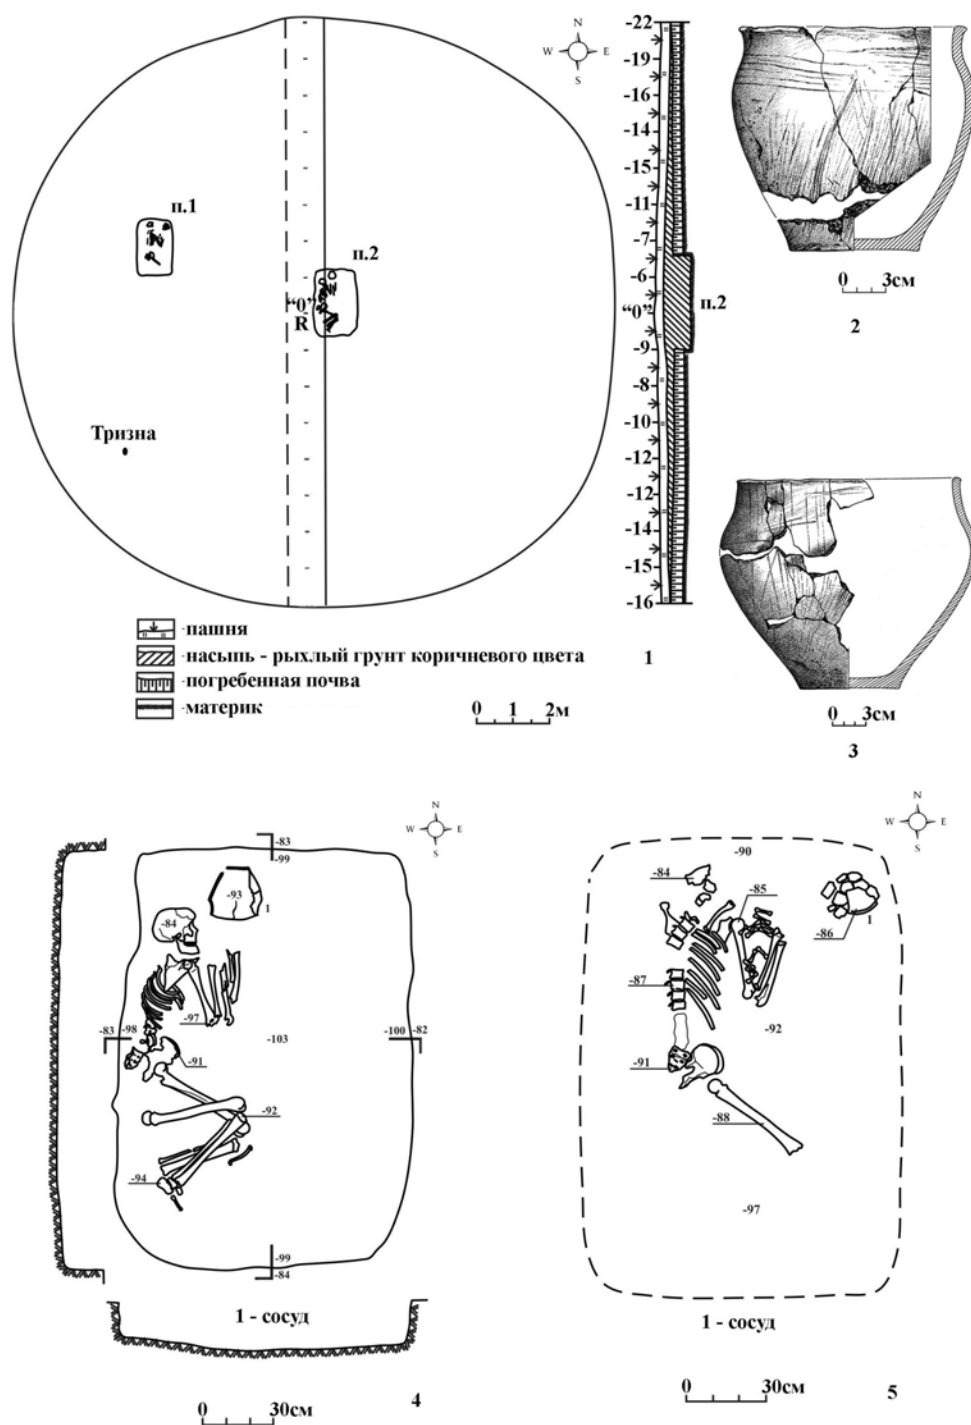 N
W E
S
п.1
п.2
“0”
R
Тризна
-22
-19
-16
-14
-15
-11
-7
-6
“0”
-9
-8
-10
-12
-12
-14
-15
-16
п.2
0 3см
2
0 3см
3
- пашня
- насыпь - рыхлый грунт коричневого цвета
- погребенная почва
- материк
1
0 1 2м
N
W E
S
-83
-99
-93
1
-84
-97
-83 -98
-103
-100 -82
-91
-92
-94
-99
-84
1 - сосуд
0 30см
4
N
W E
S
-90
-84
-85
-86
1
-87
-92
-91
-88
-97
1 - сосуд
0 30см
5